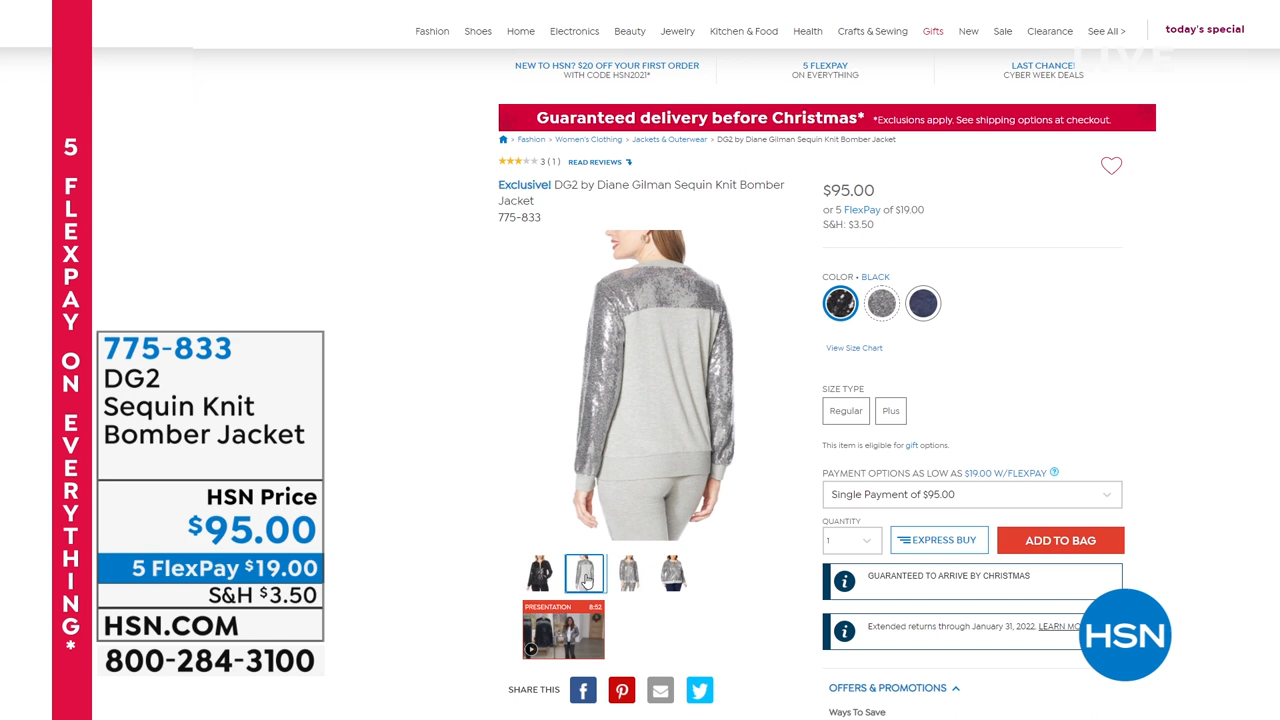 Fashion Shoes Home Electronics Beauty Jewelry Kitchen & Food Health Crafts & Sewing Gifts New Sale Clearance See All > today's special
LIVE
NEW TO HSN? $20 OFF YOUR FIRST ORDER
WITH CODE HSN2021*
5 FLEXPAY
ON EVERYTHING
LAST CHANCE!
CYBER WEEK DEALS
Guaranteed delivery before Christmas* *Exclusions apply. See shipping options at checkout.
> Fashion > Women's Clothing > Jackets & Outerwear > DG2 by Diane Gilman Sequin Knit Bomber Jacket
3 ( 1 ) READ REVIEWS
Exclusive! DG2 by Diane Gilman Sequin Knit Bomber
Jacket
775-833
$95.00
or 5 FlexPay of $19.00
S&H: $3.50
COLOR • BLACK
View Size Chart
SIZE TYPE
Regular Plus
This item is eligible for gift options.
PAYMENT OPTIONS AS LOW AS $19.00 W/FLEXPAY ?
Single Payment of $95.00
QUANTITY
1 EXPRESS BUY ADD TO BAG
i GUARANTEED TO ARRIVE BY CHRISTMAS
i Extended returns through January 31, 2022. LEARN MO
HSN
OFFERS & PROMOTIONS
Ways To Save
PRESENTATION 8:52
SHARE THIS
5 FLEXPAY ON EVERYTHING*
775-833
DG2
Sequin Knit
Bomber Jacket
HSN Price
$95.00
5 FlexPay $19.00
S&H $3.50
HSN.COM
800-284-3100